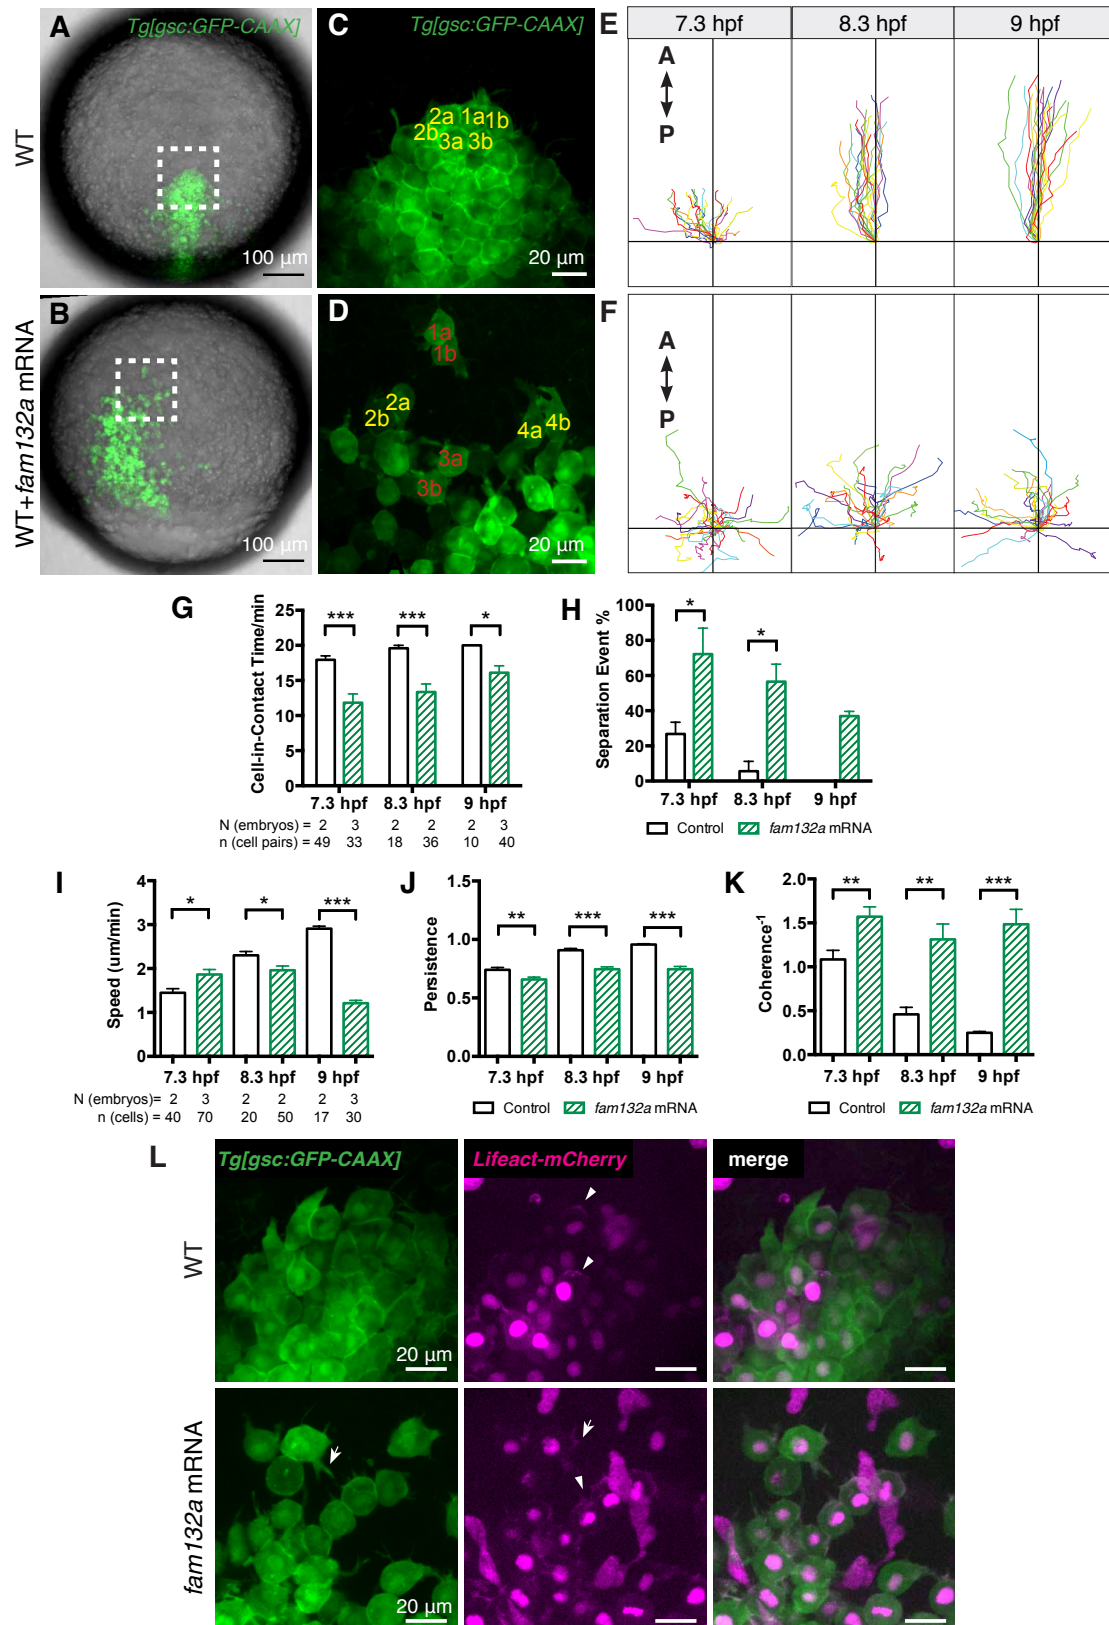 A
Tg[gsc:GFP-CAAX]
WT
100 µm
B
WT+fam132a mRNA
100 µm
C
Tg[gsc:GFP-CAAX]
2a 1a 1b
2b 3a 3b
20 µm
D
1a
1b
2a
2b
4a 4b
3a
3b
20 µm
E
7.3 hpf 8.3 hpf 9 hpf
A
P
F
A
P
G
Cell-in-Contact Time/min
25
20
15
10
5
0
*** *** *
7.3 hpf 8.3 hpf 9 hpf
N (embryos) = 2 3 2 2 2 3
n (cell pairs) = 49 33 18 36 10 40
H
Separation Event %
100
80
60
40
20
0
* *
7.3 hpf 8.3 hpf 9 hpf
Control fam132a mRNA
I
Speed (um/min)
4
3
2
1
0
* * ***
7.3 hpf 8.3 hpf 9 hpf
N (embryos)= 2 3 2 2 2 3
n (cells) = 40 70 20 50 17 30
J
Persistence
1.5
1.0
0.5
0.0
** *** ***
7.3 hpf 8.3 hpf 9 hpf
Control fam132a mRNA
K
Coherence⁻¹
2.0
1.5
1.0
0.5
0.0
** ** ***
7.3 hpf 8.3 hpf 9 hpf
Control fam132a mRNA
L
Tg[gsc:GFP-CAAX] Lifeact-mCherry merge
WT
20 µm
fam132a mRNA
20 µm